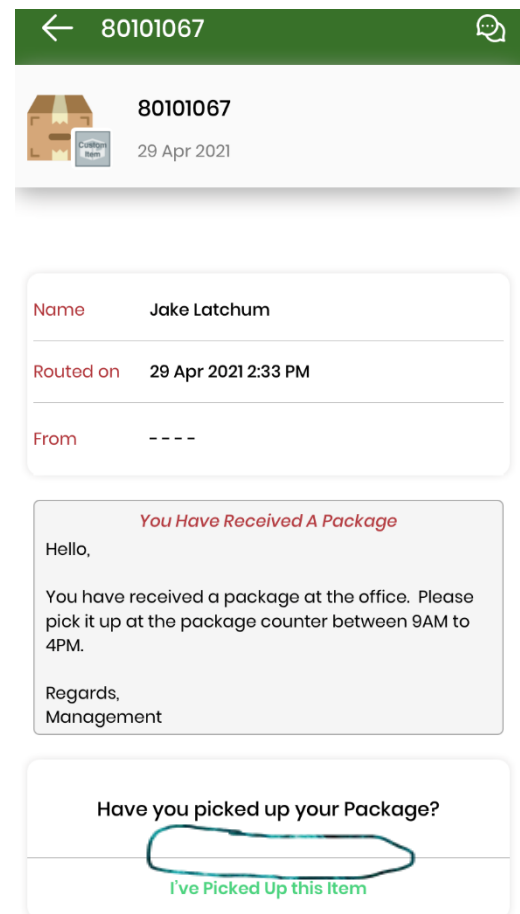 80101067
80101067
Custom
Item
29 Apr 2021
Name Jake Latchum
Routed on 29 Apr 2021 2:33 PM
From - - - -
You Have Received A Package
Hello,
You have received a package at the office. Please
pick it up at the package counter between 9AM to
4PM.
Regards,
Management
Have you picked up your Package?
I've Picked Up this Item